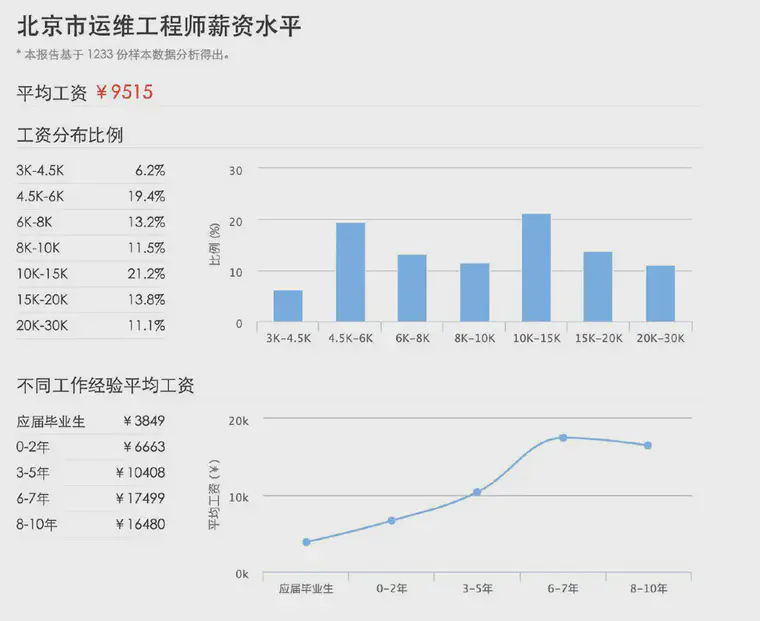 北京市运维工程师薪资水平
* 本报告基于 1233 份样本数据分析得出。
平均工资 ￥9515
工资分布比例
3K-4.5K 6.2%
4.5K-6K 19.4%
6K-8K 13.2%
8K-10K 11.5%
10K-15K 21.2%
15K-20K 13.8%
20K-30K 11.1%
比例 (%)
30
20
10
0
3K-4.5K 4.5K-6K 6K-8K 8K-10K 10K-15K 15K-20K 20K-30K
不同工作经验平均工资
应届毕业生 ￥3849
0-2年 ￥6663
3-5年 ￥10408
6-7年 ￥17499
8-10年 ￥16480
平均工资 (￥)
20k
10k
0k
应届毕业生 0-2年 3-5年 6-7年 8-10年